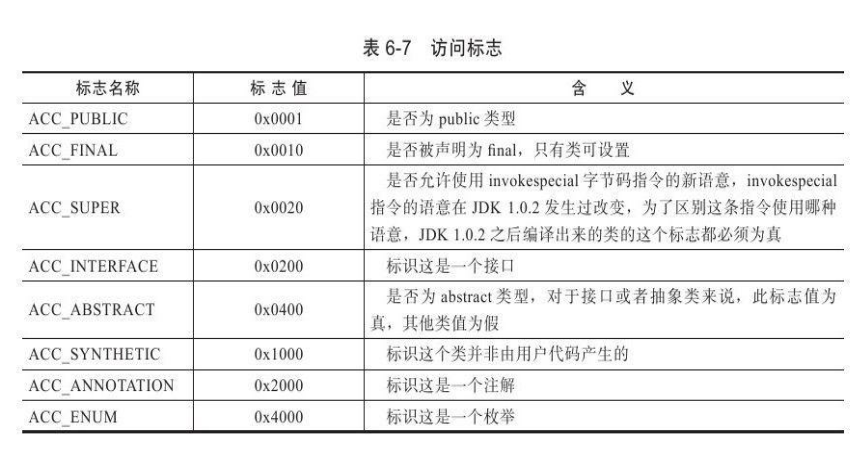 表 6-7 访问标志
标志名称 标 志 值 含 义
ACC_PUBLIC 0x0001 是否为 public 类型
ACC_FINAL 0x0010 是否被声明为 final，只有类可设置
是否允许使用 invokespecial 字节码指令的新语意，invokespecial
ACC_SUPER 0x0020 指令的语意在 JDK 1.0.2 发生过改变，为了区别这条指令使用哪种
语意，JDK 1.0.2 之后编译出来的类的这个标志都必须为真
ACC_INTERFACE 0x0200 标识这是一个接口
ACC_ABSTRACT 0x0400 是否为 abstract 类型，对于接口或者抽象类来说，此标志值为
真，其他类值为假
ACC_SYNTHETIC 0x1000 标识这个类并非由用户代码产生的
ACC_ANNOTATION 0x2000 标识这是一个注解
ACC_ENUM 0x4000 标识这是一个枚举